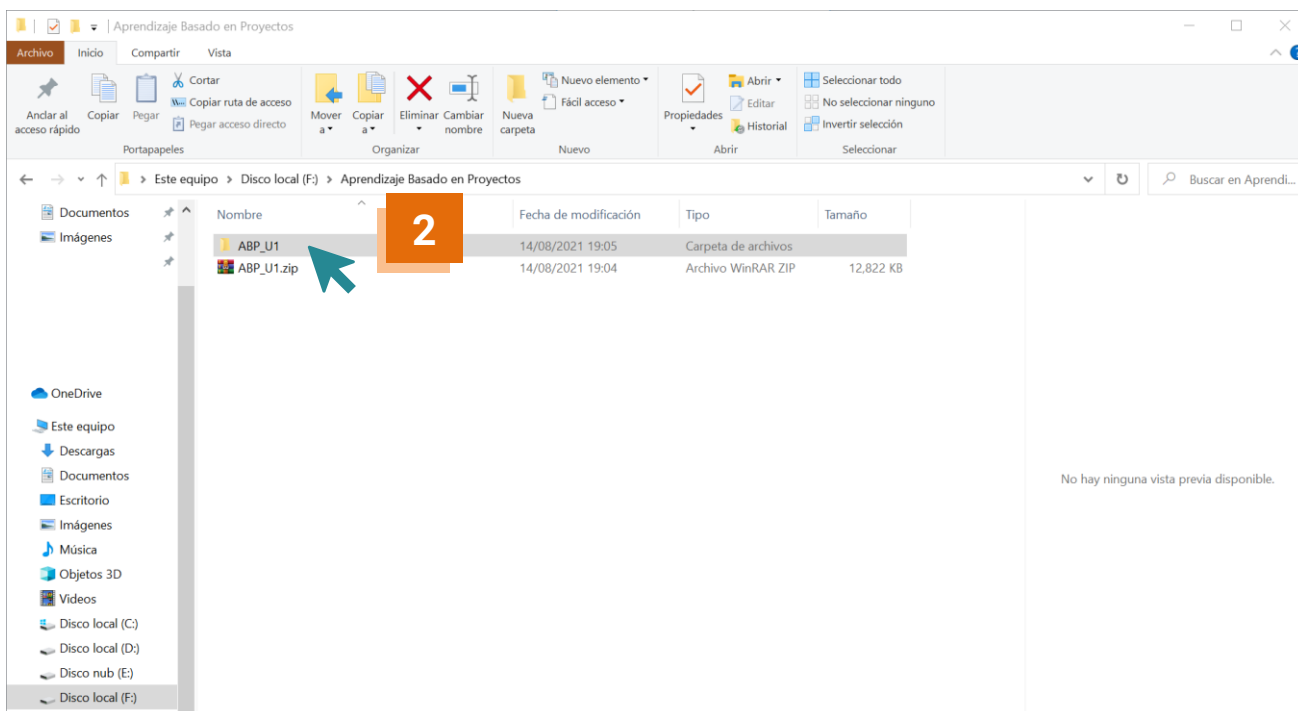 Aprendizaje Basado en Proyectos
Archivo Inicio Compartir Vista
Andar al acceso rápido
Copiar
Pegar
Cortar
Copiar ruta de acceso
Pegar acceso directo
Portapapeles
Mover a
Copiar a
Eliminar
Cambiar nombre
Organizar
Nueva carpeta
Nuevo elemento
Fácil acceso
Nuevo
Propiedades
Abrir
Editar
Historial
Abrir
Seleccionar todo
No seleccionar ninguno
Invertir selección
Seleccionar
Este equipo > Disco local (F:) > Aprendizaje Basado en Proyectos
Buscar en Aprendi...
Documentos
Imágenes
OneDrive
Este equipo
Descargas
Documentos
Escritorio
Imágenes
Música
Objetos 3D
Videos
Disco local (C:)
Disco local (D:)
Disco nub (E:)
Disco local (F:)
Nombre Fecha de modificación Tipo Tamaño
ABP_U1 14/08/2021 19:05 Carpeta de archivos
ABP_U1.zip 14/08/2021 19:04 Archivo WinRAR ZIP 12,822 KB
2
No hay ninguna vista previa disponible.